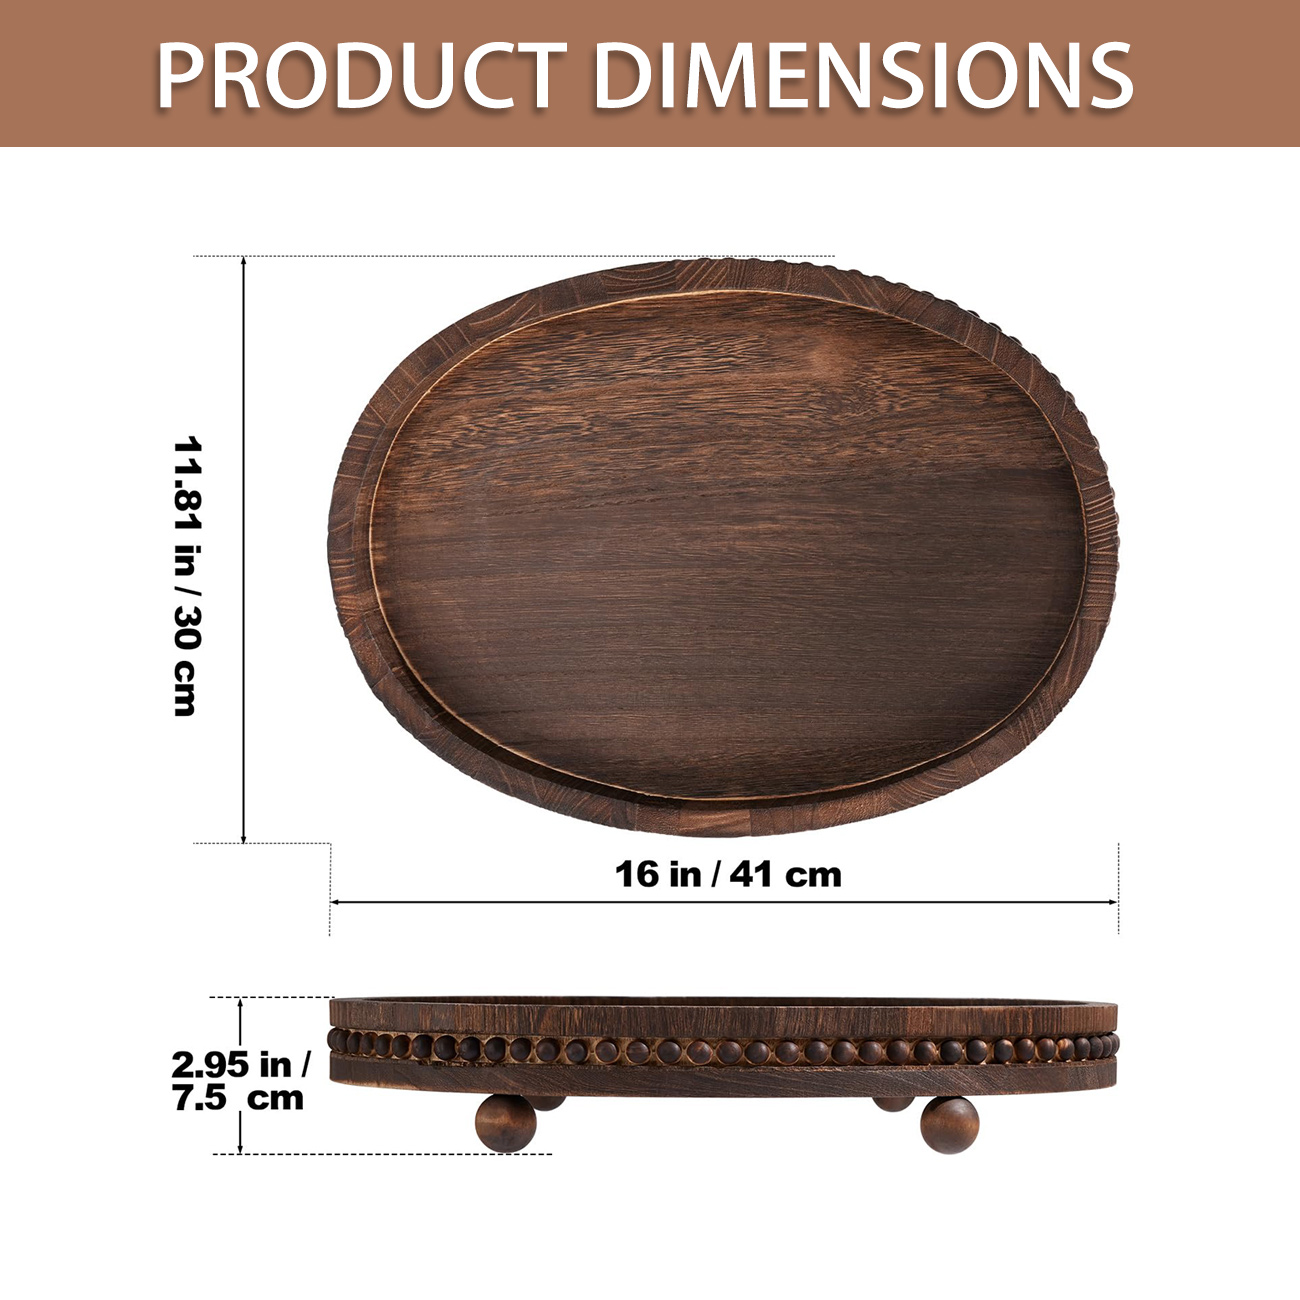 PRODUCT DIMENSIONS
11.81 in / 30 cm
16 in / 41 cm
2.95 in /
7.5 cm